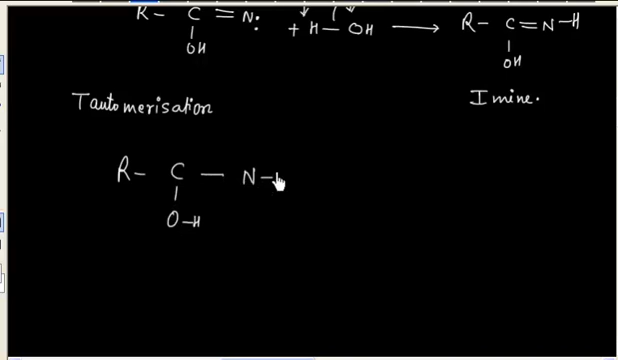 R- C = N:
OH
+ H - OH → R- C = N-H
OH
Tautomerisation
Imine.
R- C - N-
O-H